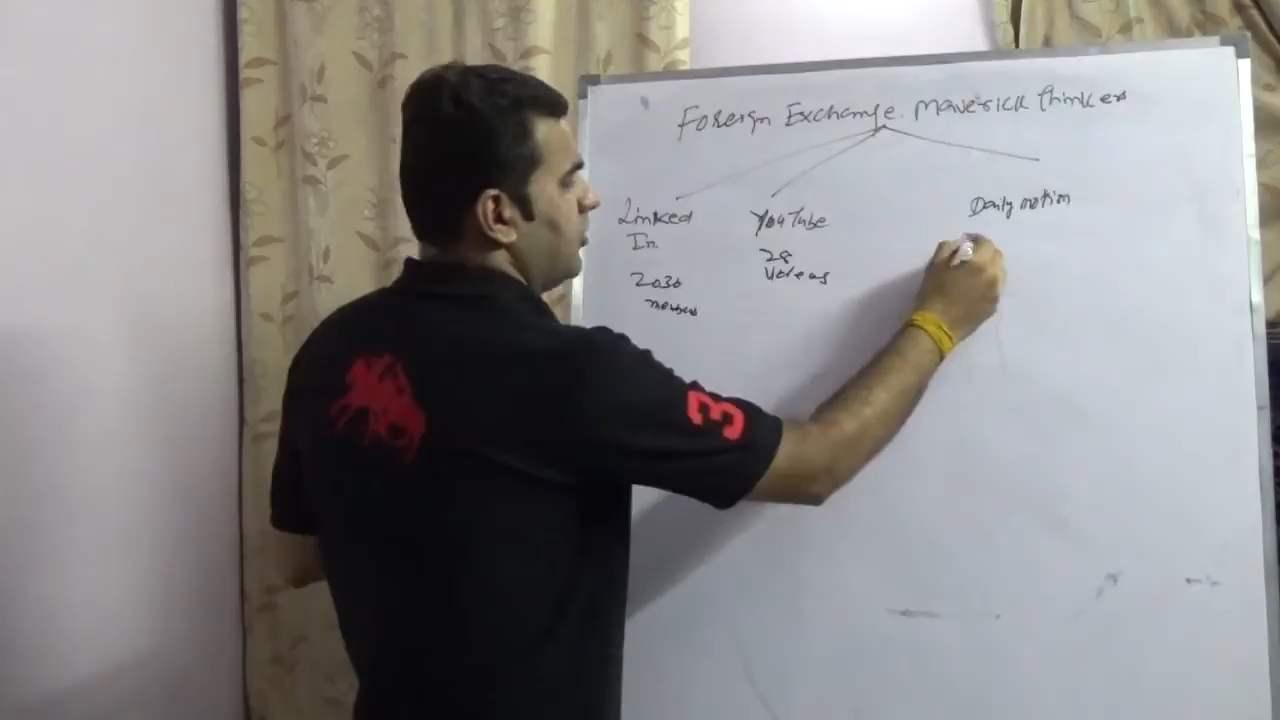 Foreign Exchange Maverick Thinkers
Linked
In
2030
members
YouTube
28
Videos
Daily motion
3